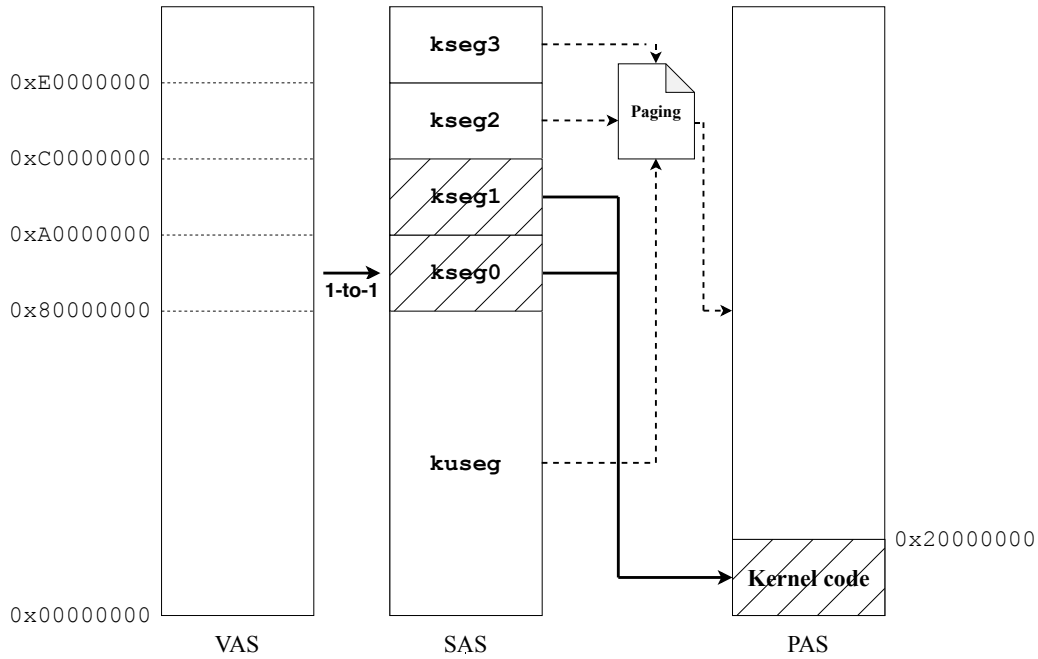 kseg3
0xE0000000
kseg2
Paging
0xC0000000
kseg1
0xA0000000
kseg0
1-to-1
0x80000000
kuseg
0x20000000
Kernel code
0x00000000
VAS
SAS
PAS